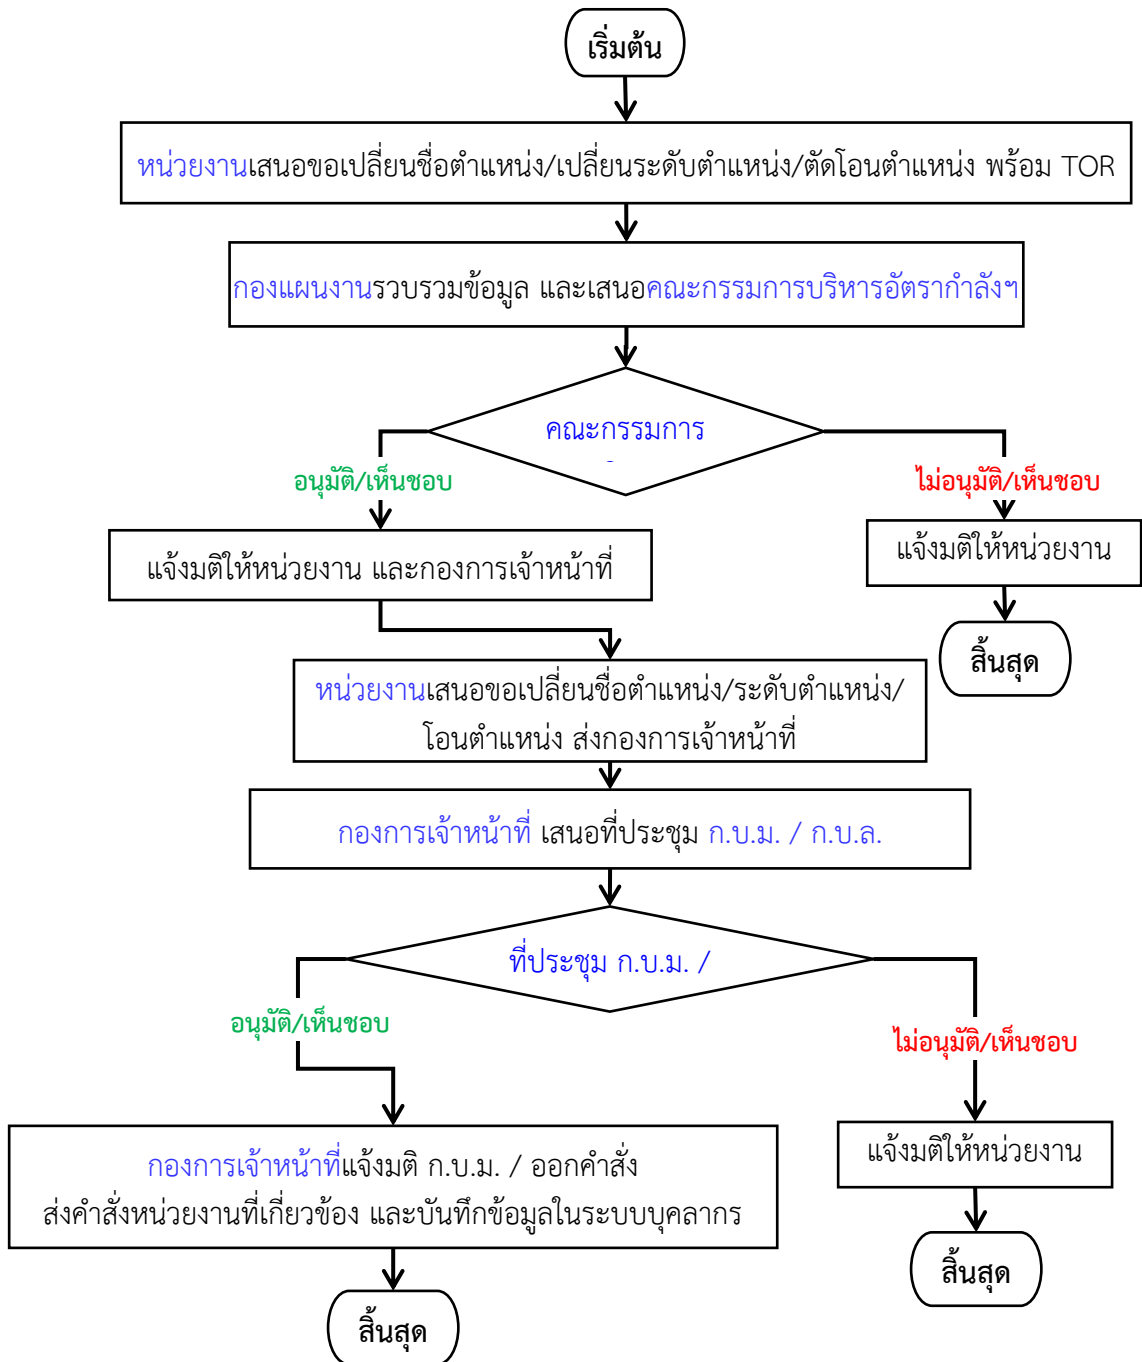 เริ่มต้น
หน่วยงานเสนอขอเปลี่ยนชื่อตำแหน่ง/เปลี่ยนระดับตำแหน่ง/ตัดโอนตำแหน่ง พร้อม TOR
กองแผนงานรวบรวมข้อมูล และเสนอคณะกรรมการบริหารอัตรากำลังฯ
คณะกรรมการ
อนุมัติ/เห็นชอบ
ไม่อนุมัติ/เห็นชอบ
แจ้งมติให้หน่วยงาน และกองการเจ้าหน้าที่
แจ้งมติให้หน่วยงาน
สิ้นสุด
หน่วยงานเสนอขอเปลี่ยนชื่อตำแหน่ง/ระดับตำแหน่ง/
โอนตำแหน่ง ส่งกองการเจ้าหน้าที่
กองการเจ้าหน้าที่ เสนอที่ประชุม ก.บ.ม. / ก.บ.ล.
ที่ประชุม ก.บ.ม. /
อนุมัติ/เห็นชอบ
ไม่อนุมัติ/เห็นชอบ
กองการเจ้าหน้าที่แจ้งมติ ก.บ.ม. / ออกคำสั่ง
ส่งคำสั่งหน่วยงานที่เกี่ยวข้อง และบันทึกข้อมูลในระบบบุคลากร
แจ้งมติให้หน่วยงาน
สิ้นสุด
สิ้นสุด